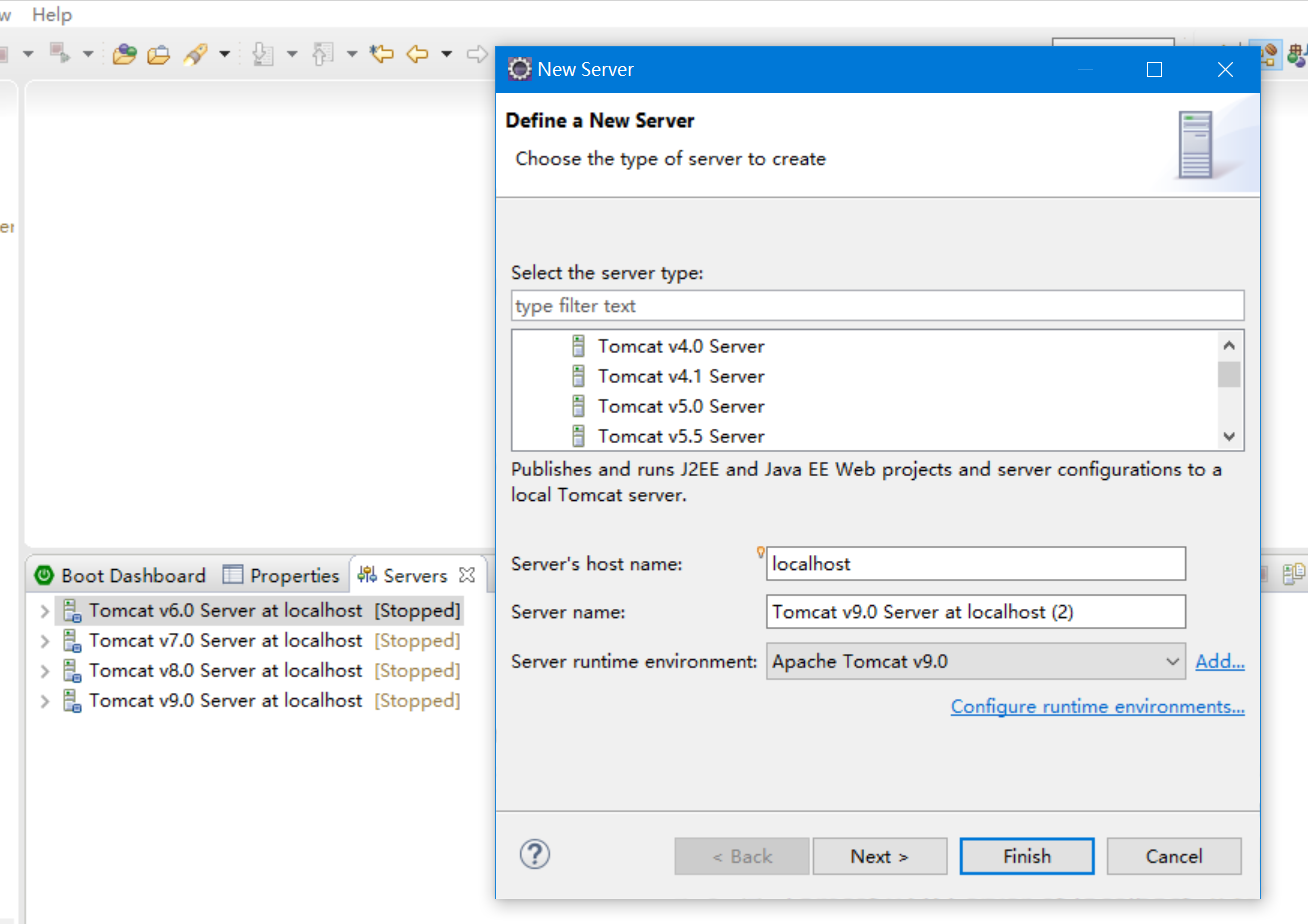 Help
New Server
Define a New Server
Choose the type of server to create
Select the server type:
type filter text
Tomcat v4.0 Server
Tomcat v4.1 Server
Tomcat v5.0 Server
Tomcat v5.5 Server
Publishes and runs J2EE and Java EE Web projects and server configurations to a
local Tomcat server.
Server's host name: localhost
Server name: Tomcat v9.0 Server at localhost (2)
Server runtime environment: Apache Tomcat v9.0 Add...
Configure runtime environments...
< Back Next > Finish Cancel
Boot Dashboard Properties Servers
Tomcat v6.0 Server at localhost [Stopped]
Tomcat v7.0 Server at localhost [Stopped]
Tomcat v8.0 Server at localhost [Stopped]
Tomcat v9.0 Server at localhost [Stopped]